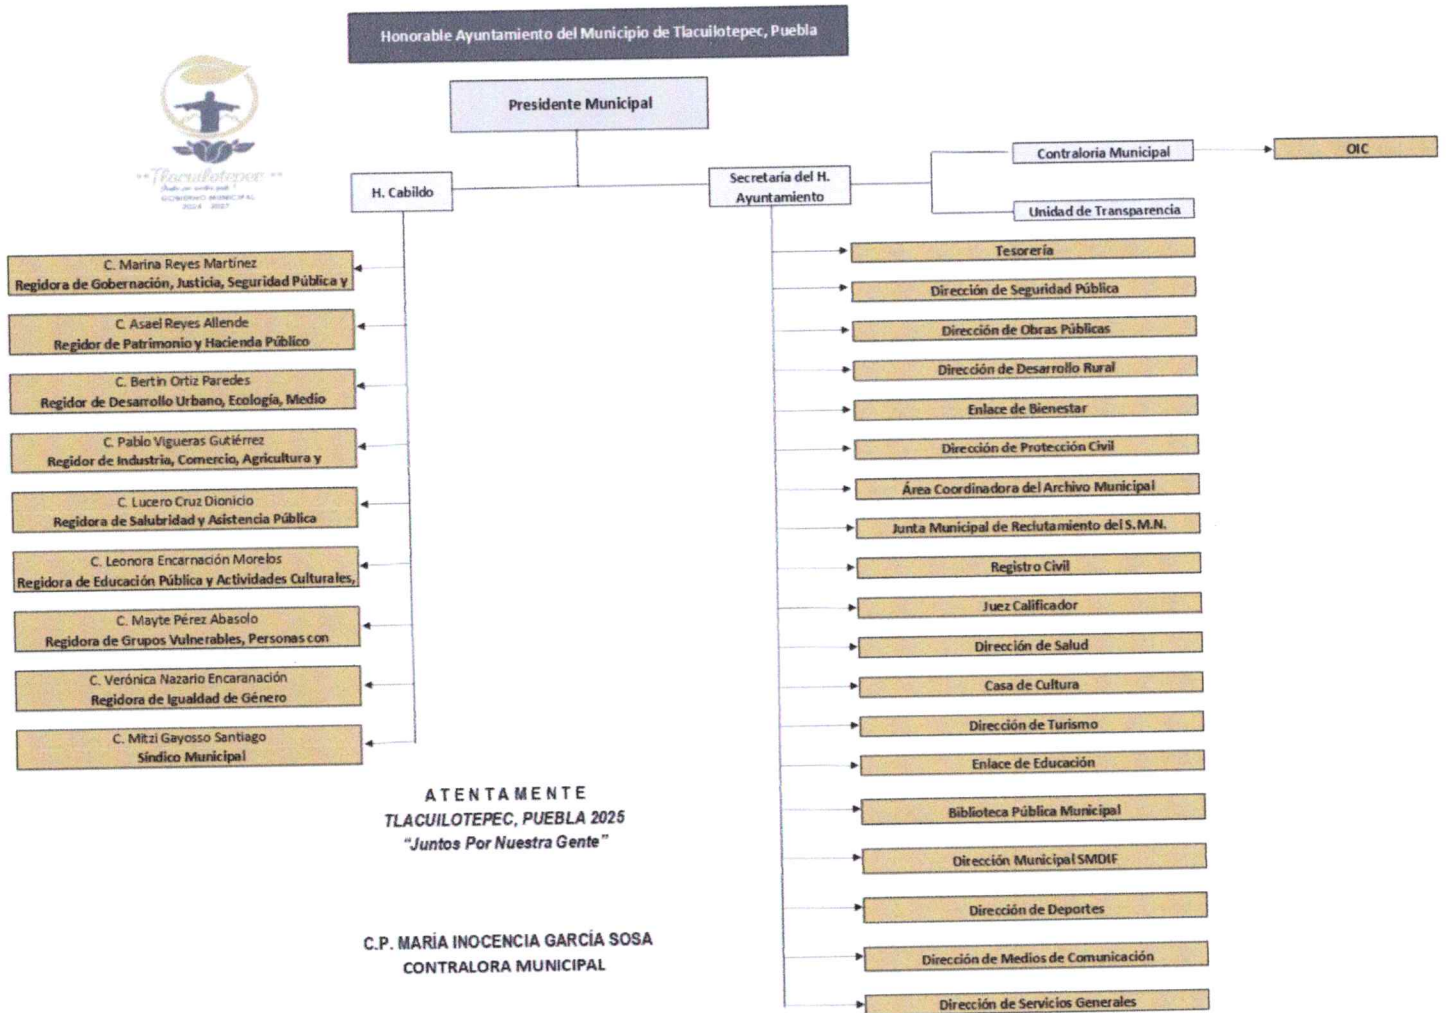 Honorable Ayuntamiento del Municipio de Tlacuilotepec, Puebla
Presidente Municipal
Tlacuilotepec
GOBIERNO MUNICIPAL
2024 2027
H. Cabildo
Secretaría del H.
Ayuntamiento
Contraloria Municipal
OIC
Unidad de Transparencia
C. Marina Reyes Martínez
Regidora de Gobernación, Justicia, Seguridad Pública y
C. Asael Reyes Allende
Regidor de Patrimonio y Hacienda Público
C. Bertin Ortiz Paredes
Regidor de Desarrollo Urbano, Ecología, Medio
C. Pablo Vigueras Gutiérrez
Regidor de Industria, Comercio, Agricultura y
C. Lucero Cruz Dionicio
Regidora de Salubridad y Asistencia Pública
C. Leonora Encarnación Morelos
Regidora de Educación Pública y Actividades Culturales,
C. Mayte Pérez Abasolo
Regidora de Grupos Vulnerables, Personas con
C. Verónica Nazario Encaranación
Regidora de Igualdad de Género
C. Mitzi Gayosso Santiago
Síndico Municipal
Tesorería
Dirección de Seguridad Pública
Dirección de Obras Públicas
Dirección de Desarrollo Rural
Enlace de Bienestar
Dirección de Protección Civil
Área Coordinadora del Archivo Municipal
Junta Municipal de Reclutamiento del S.M.N.
Registro Civil
Juez Calificador
Dirección de Salud
Casa de Cultura
Dirección de Turismo
Enlace de Educación
Biblioteca Pública Municipal
Dirección Municipal SMDIF
Dirección de Deportes
Dirección de Medios de Comunicación
Dirección de Servicios Generales
A T E N T A M E N T E
TLACUILOTEPEC, PUEBLA 2025
"Juntos Por Nuestra Gente"
C.P. MARÍA INOCENCIA GARCÍA SOSA
CONTRALORA MUNICIPAL